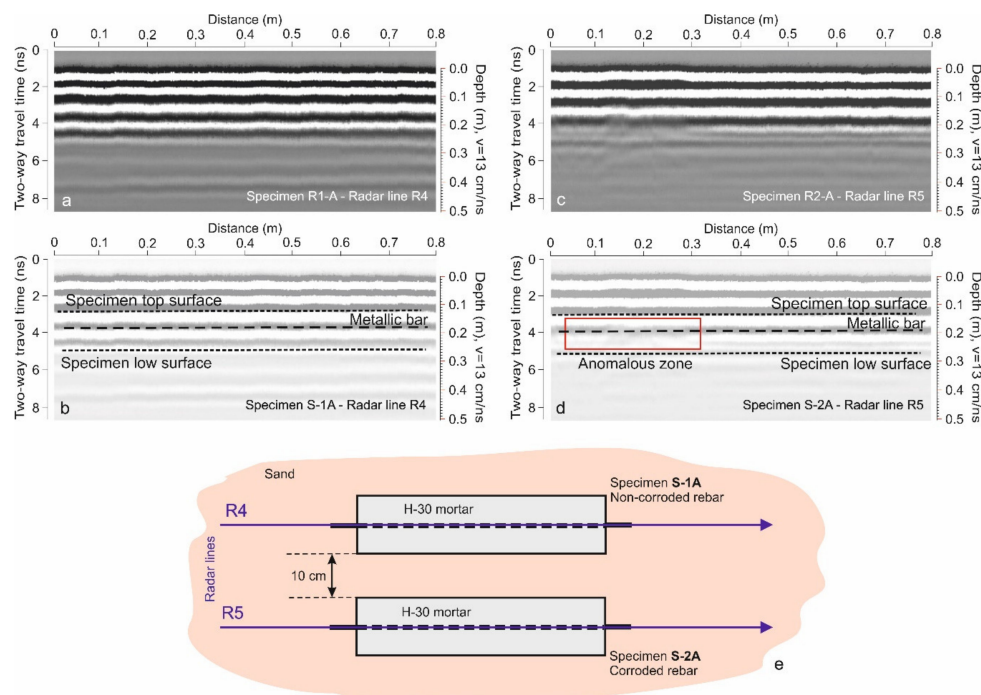 Distance (m)
0 0.1 0.2 0.3 0.4 0.5 0.6 0.7 0.8
Two-way travel time (ns)
0
2
4
6
8
Depth (m), v=13 cm/ns
0.0
0.1
0.2
0.3
0.4
0.5
a
Specimen R1-A - Radar line R4
Distance (m)
0 0.1 0.2 0.3 0.4 0.5 0.6 0.7 0.8
Two-way travel time (ns)
0
2
4
6
8
Depth (m), v=13 cm/ns
0.0
0.1
0.2
0.3
0.4
0.5
c
Specimen R2-A - Radar line R5
Distance (m)
0 0.1 0.2 0.3 0.4 0.5 0.6 0.7 0.8
Two-way travel time (ns)
0
2
4
6
8
Depth (m), v=13 cm/ns
0.0
0.1
0.2
0.3
0.4
0.5
Specimen top surface
Metallic bar
Specimen low surface
b
Specimen S-1A - Radar line R4
Distance (m)
0 0.1 0.2 0.3 0.4 0.5 0.6 0.7 0.8
Two-way travel time (ns)
0
2
4
6
8
Depth (m), v=13 cm/ns
0.0
0.1
0.2
0.3
0.4
0.5
Specimen top surface
Metallic bar
Anomalous zone
Specimen low surface
d
Specimen S-2A - Radar line R5
Sand
Specimen S-1A
Non-corroded rebar
H-30 mortar
R4
Radar lines
10 cm
R5
H-30 mortar
Specimen S-2A
Corroded rebar
e